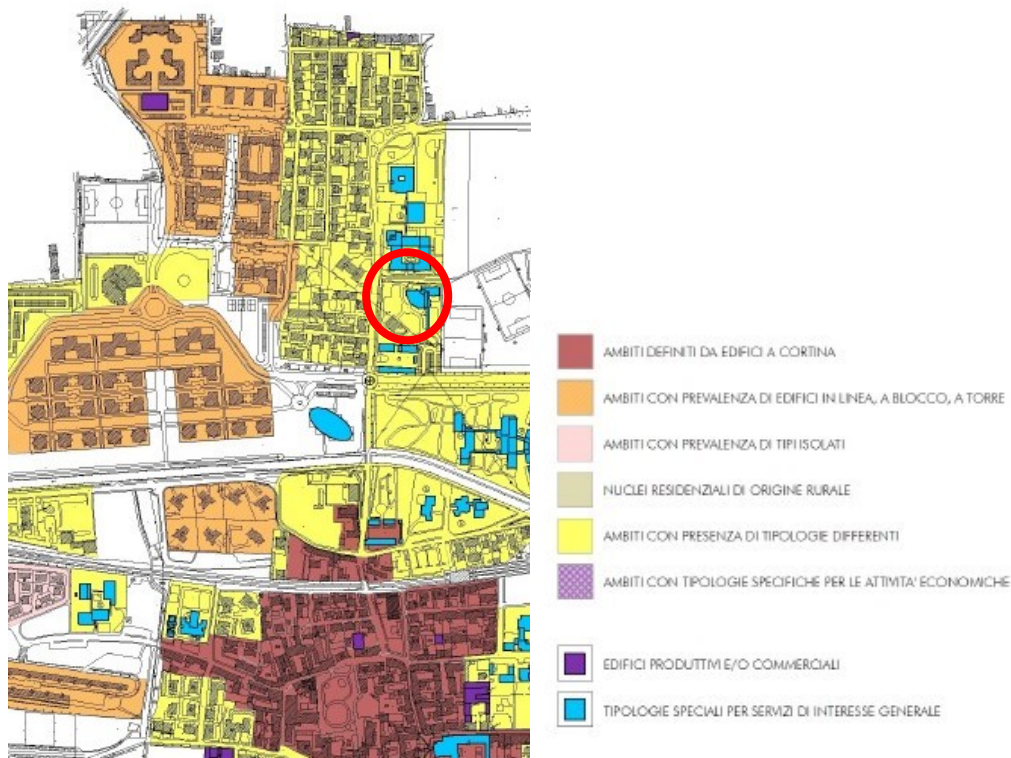 AMBITI DEFINITI DA EDIFICI A CORTINA
AMBITI CON PREVALENZA DI EDIFICI IN LINEA, A BLOCCO, A TORRE
AMBITI CON PREVALENZA DI TIPI ISOLATI
NUCLEI RESIDENZIALI DI ORIGINE RURALE
AMBITI CON PRESENZA DI TIPOLOGIE DIFFERENTI
AMBITI CON TIPOLOGIE SPECIFICHE PER LE ATTIVITA' ECONOMICHE
EDIFICI PRODUTTIVI E/O COMMERCIALI
TIPOLOGIE SPECIALI PER SERVIZI DI INTERESSE GENERALE